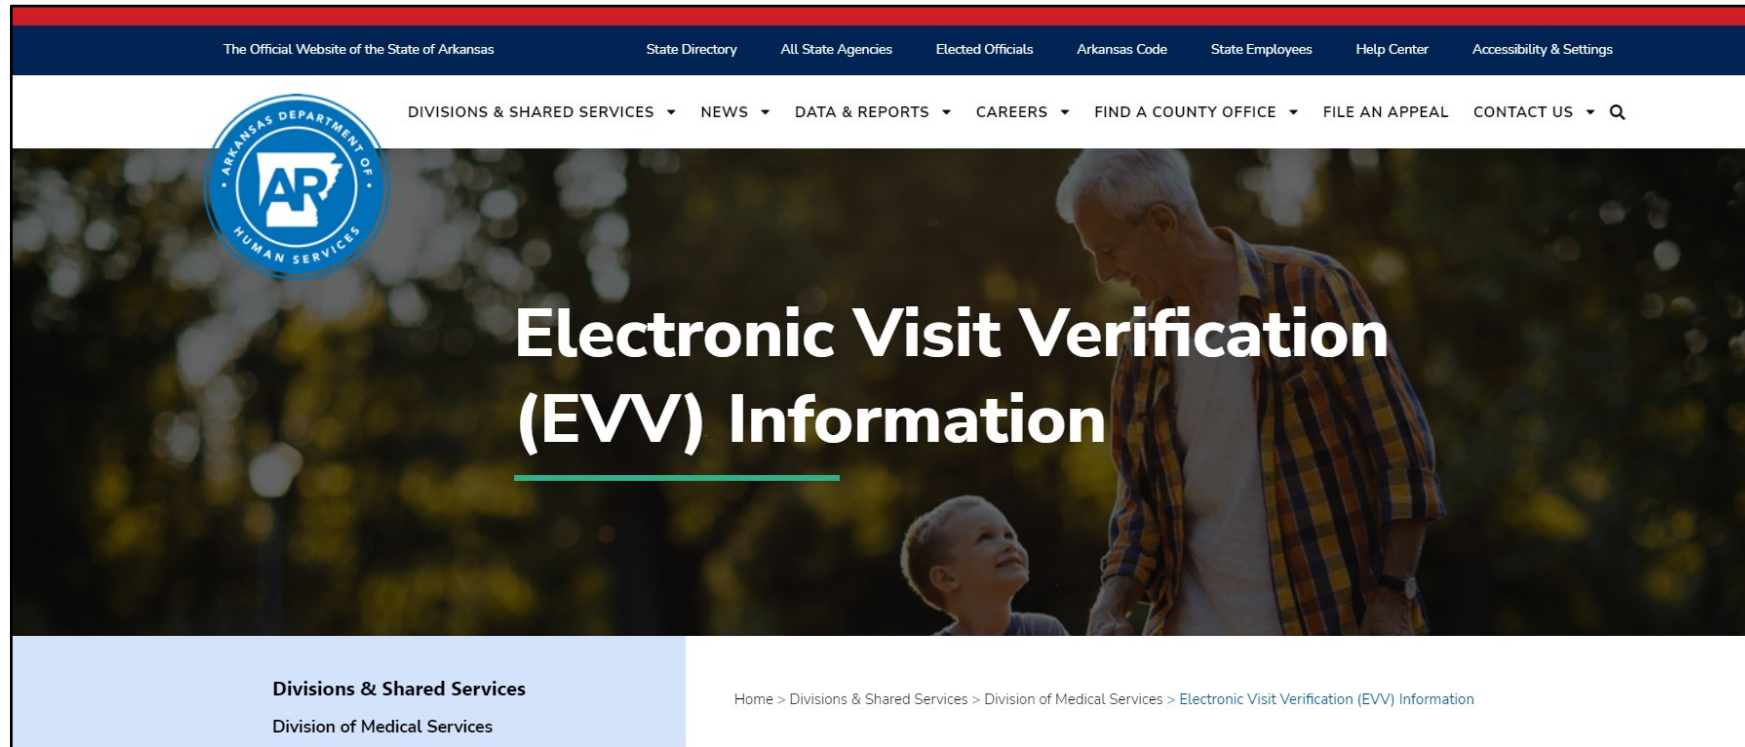 The Official Website of the State of Arkansas State Directory All State Agencies Elected Officials Arkansas Code State Employees Help Center Accessibility & Settings
DIVISIONS & SHARED SERVICES NEWS DATA & REPORTS CAREERS FIND A COUNTY OFFICE FILE AN APPEAL CONTACT US
ARKANSAS DEPARTMENT OF
AR
HUMAN SERVICES
Electronic Visit Verification
(EVV) Information
Divisions & Shared Services
Division of Medical Services
Home > Divisions & Shared Services > Division of Medical Services > Electronic Visit Verification (EVV) Information